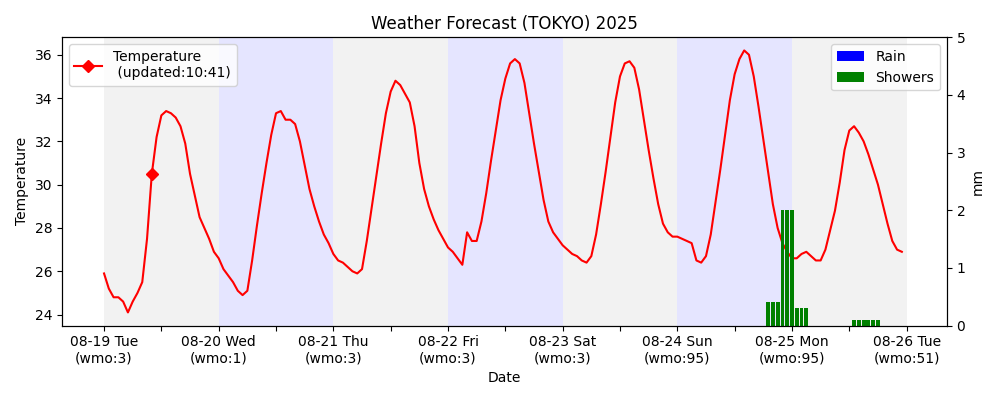 Weather Forecast (TOKYO) 2025
Temperature
(updated:10:41)
Rain
Showers
36
34
32
30
28
26
24
Temperature
5
4
3
2
1
0
mm
08-19 Tue
(wmo:3)
08-20 Wed
(wmo:1)
08-21 Thu
(wmo:3)
08-22 Fri
(wmo:3)
08-23 Sat
(wmo:3)
08-24 Sun
(wmo:95)
08-25 Mon
(wmo:95)
08-26 Tue
(wmo:51)
Date